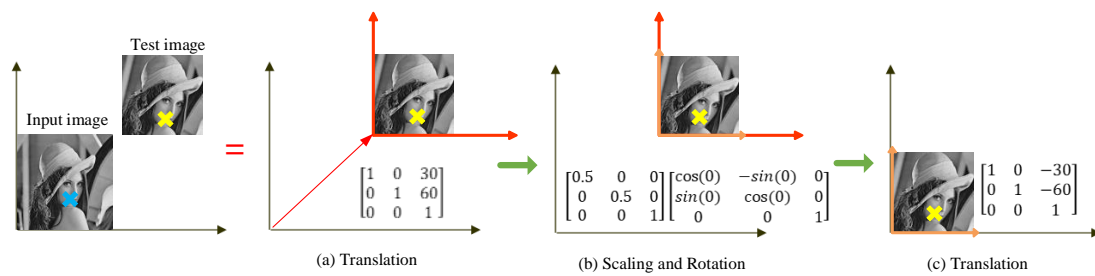 Test image
Input image
=
[1 0 30
0 1 60
0 0 1]
[0.5 0 0
0 0.5 0
0 0 1]
[cos(0) −sin(0) 0
sin(0) cos(0) 0
0 0 1]
[1 0 −30
0 1 −60
0 0 1]
(a) Translation
(b) Scaling and Rotation
(c) Translation